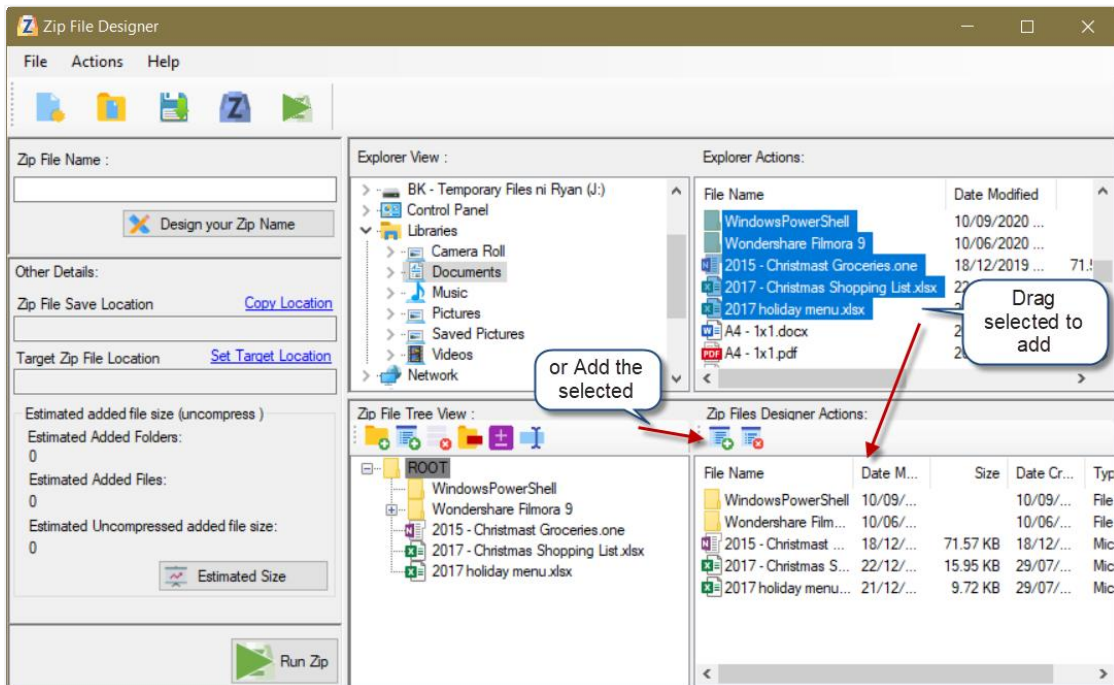 Zip File Designer
File Actions Help
Zip File Name :
Design your Zip Name
Other Details:
Zip File Save Location Copy Location
Target Zip File Location Set Target Location
Estimated added file size (uncompress )
Estimated Added Folders:
0
Estimated Added Files:
0
Estimated Uncompressed added file size:
0
Estimated Size
Run Zip
Explorer View :
BK - Temporary Files ni Ryan (J:)
Control Panel
Libraries
Camera Roll
Documents
Music
Pictures
Saved Pictures
Videos
Network
Explorer Actions:
File Name Date Modified
WindowsPowerShell 10/09/2020 ...
Wondershare Filmora 9 10/06/2020 ...
2015 - Christmast Groceries.one 18/12/2019 ...
2017 - Christmas Shopping List.xlsx
2017 holiday menu.xlsx
A4 - 1x1.docx
A4 - 1x1.pdf
Drag
selected to
add
or Add the
selected
Zip File Tree View :
ROOT
WindowsPowerShell
Wondershare Filmora 9
2015 - Christmast Groceries.one
2017 - Christmas Shopping List.xlsx
2017 holiday menu.xlsx
Zip Files Designer Actions:
File Name Date M... Size Date Cr... Typ
WindowsPowerShell 10/09/... 10/09/... File
Wondershare Film... 10/06/... 10/06/... File
2015 - Christmast ... 18/12/... 71.57 KB 18/12/... Mic
2017 - Christmas S... 22/12/... 15.95 KB 29/07/... Mic
2017 holiday menu... 21/12/... 9.72 KB 29/07/... Mic